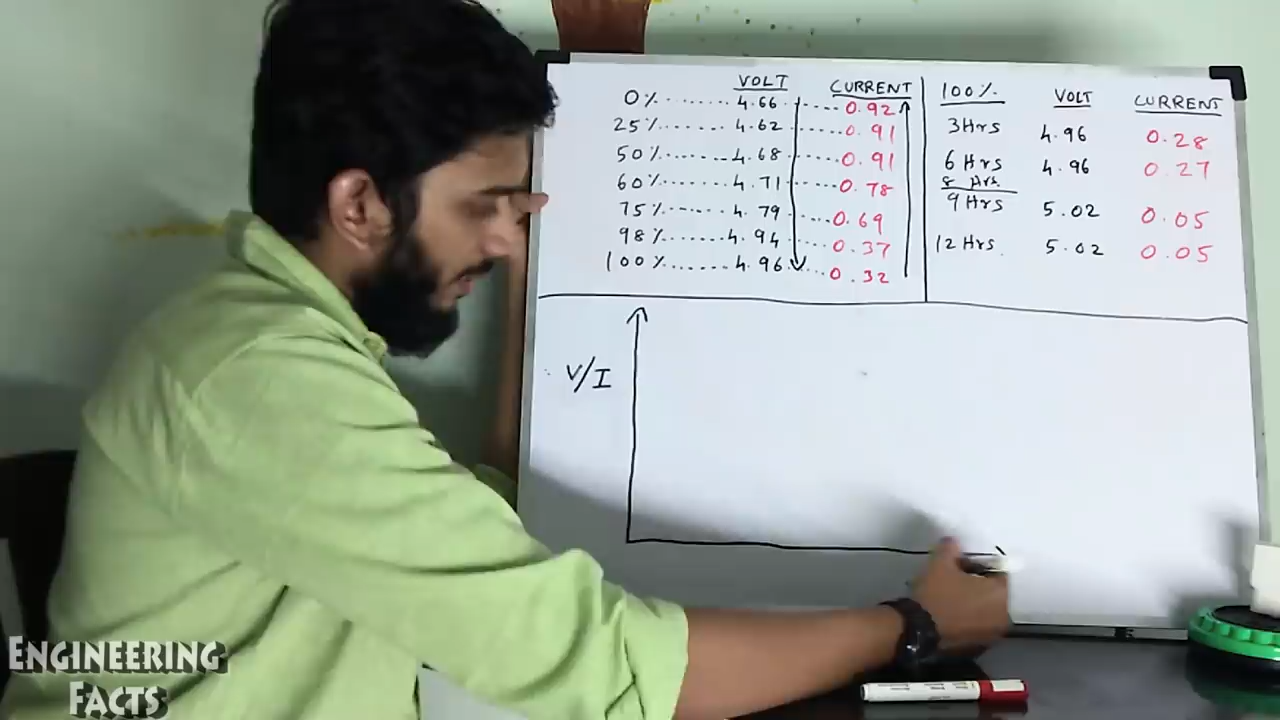 VOLT CURRENT
0%........ 4.66 .... 0.92
25%....... 4.62 .... 0.91
50%....... 4.68 .... 0.91
60%....... 4.71 .... 0.78
75%....... 4.79 ... 0.69
98%....... 4.94 ... 0.37
100%....... 4.96 ... 0.32
100% VOLT CURRENT
3Hrs 4.96 0.28
6 Hrs 4.96 0.27
8 Hrs
9Hrs 5.02 0.05
12 Hrs. 5.02 0.05
V/I
ENGINEERING
FACTS